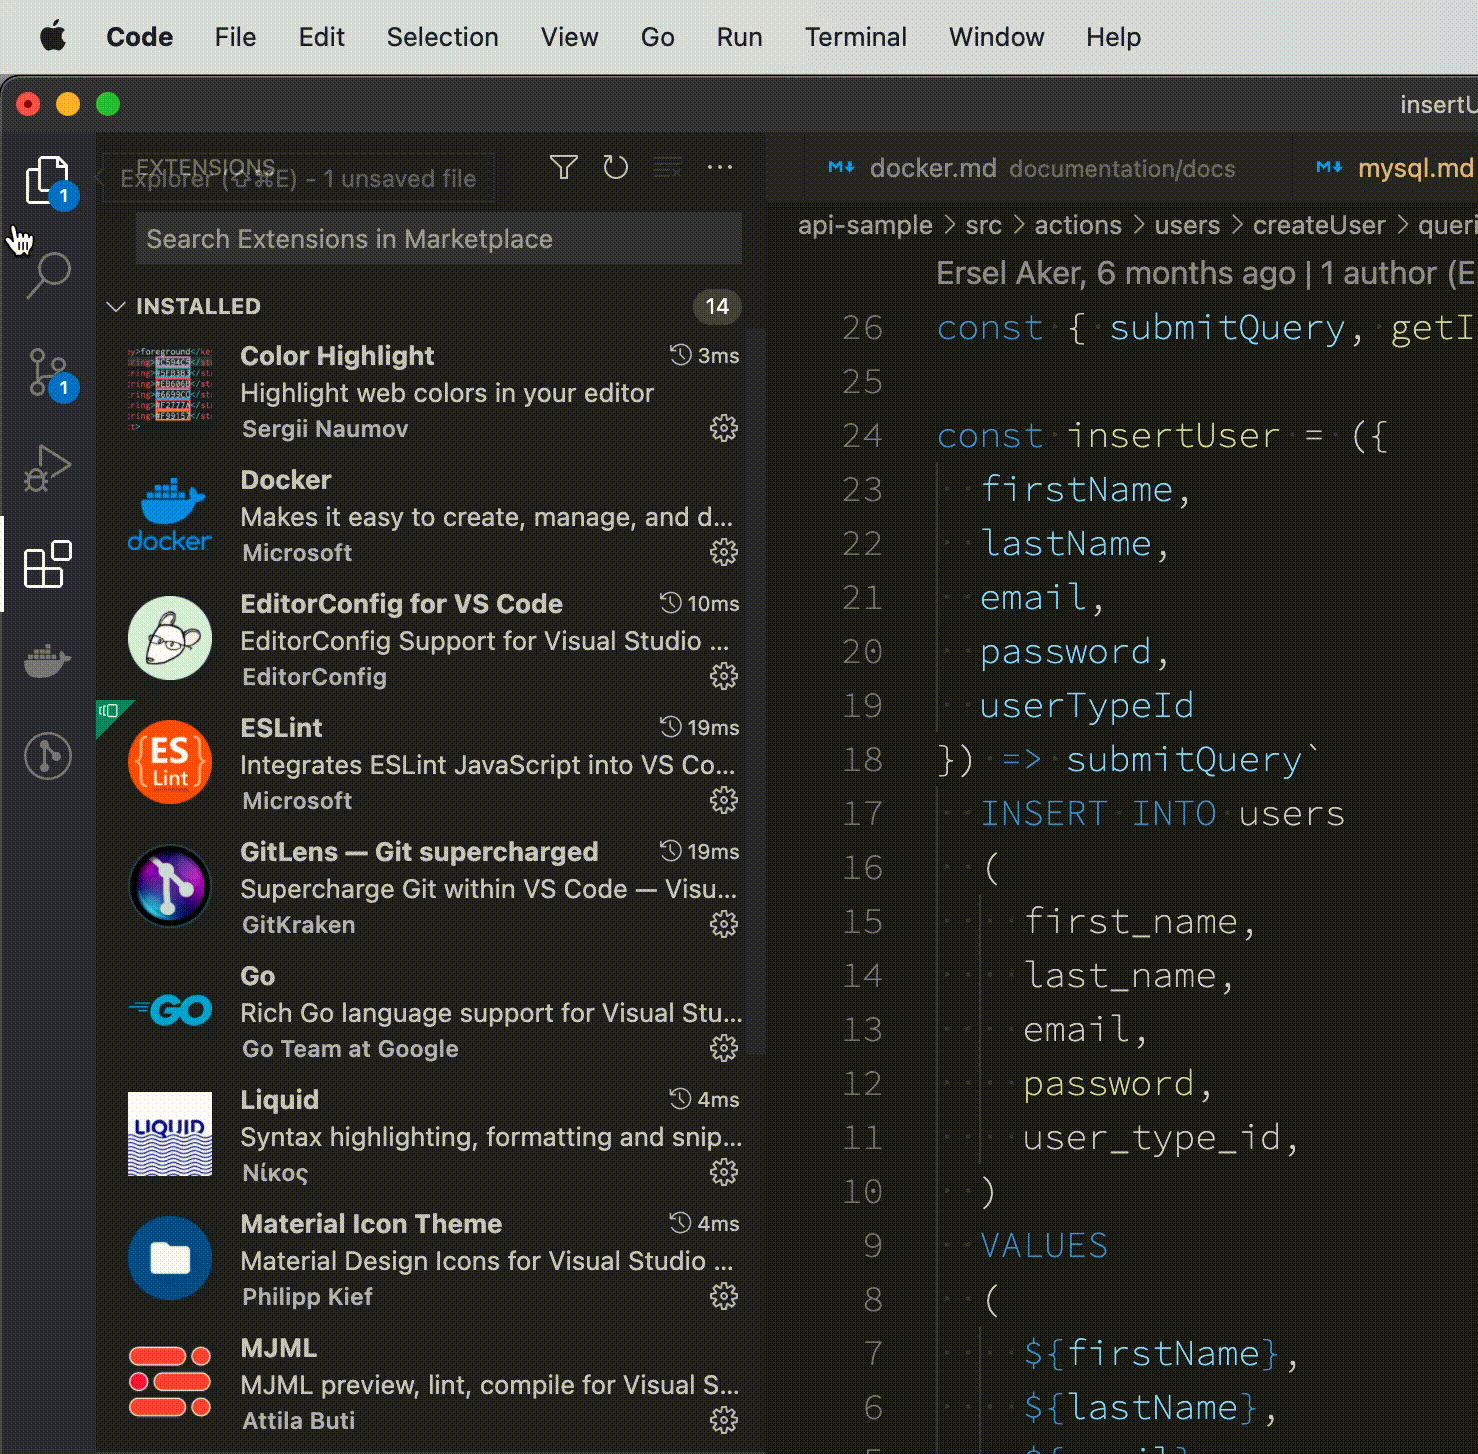 Code File Edit Selection View Go Run Terminal Window Help
insertU
EXTENSIONS
Explorer (⇧⌘E) - 1 unsaved file
1
1
Search Extensions in Marketplace
INSTALLED 14
Color Highlight 3ms
Highlight web colors in your editor
Sergii Naumov
Docker
Makes it easy to create, manage, and d...
docker
Microsoft
EditorConfig for VS Code 10ms
EditorConfig Support for Visual Studio ...
EditorConfig
ESLint 19ms
ES
Lint
Integrates ESLint JavaScript into VS Co...
Microsoft
GitLens — Git supercharged 19ms
Supercharge Git within VS Code — Visu...
GitKraken
Go
GO
Rich Go language support for Visual Stu...
Go Team at Google
Liquid 4ms
LIQUID
Syntax highlighting, formatting and snip...
Νίκος
Material Icon Theme 4ms
Material Design Icons for Visual Studio ...
Philipp Kief
MJML
MJML preview, lint, compile for Visual S...
Attila Buti
docker.md documentation/docs mysql.md
api-sample > src > actions > users > createUser > queri
Ersel Aker, 6 months ago | 1 author (E
26 const { submitQuery, getI
25
24 const insertUser = ({
23 firstName,
22 lastName,
21 email,
20 password,
19 userTypeId
18 }) => submitQuery`
17 INSERT INTO users
16 (
15 first_name,
14 last_name,
13 email,
12 password,
11 user_type_id,
10 )
9 VALUES
8 (
7 ${firstName},
6 ${lastName},